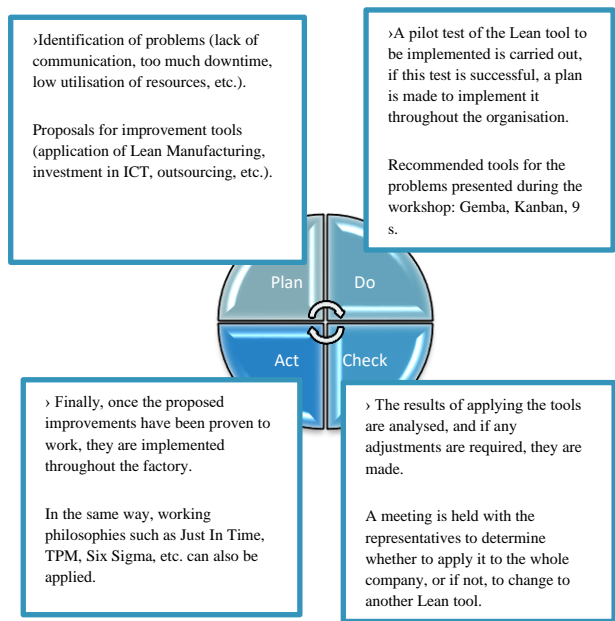 ›Identification of problems (lack of
communication, too much downtime,
low utilisation of resources, etc.).
Proposals for improvement tools
(application of Lean Manufacturing,
investment in ICT, outsourcing, etc.).
›A pilot test of the Lean tool to
be implemented is carried out,
if this test is successful, a plan
is made to implement it
throughout the organisation.
Recommended tools for the
problems presented during the
workshop: Gemba, Kanban, 9
s.
Plan
Do
Act
Check
› Finally, once the proposed
improvements have been proven to
work, they are implemented
throughout the factory.
In the same way, working
philosophies such as Just In Time,
TPM, Six Sigma, etc. can also be
applied.
› The results of applying the tools
are analysed, and if any
adjustments are required, they are
made.
A meeting is held with the
representatives to determine
whether to apply it to the whole
company, or if not, to change to
another Lean tool.